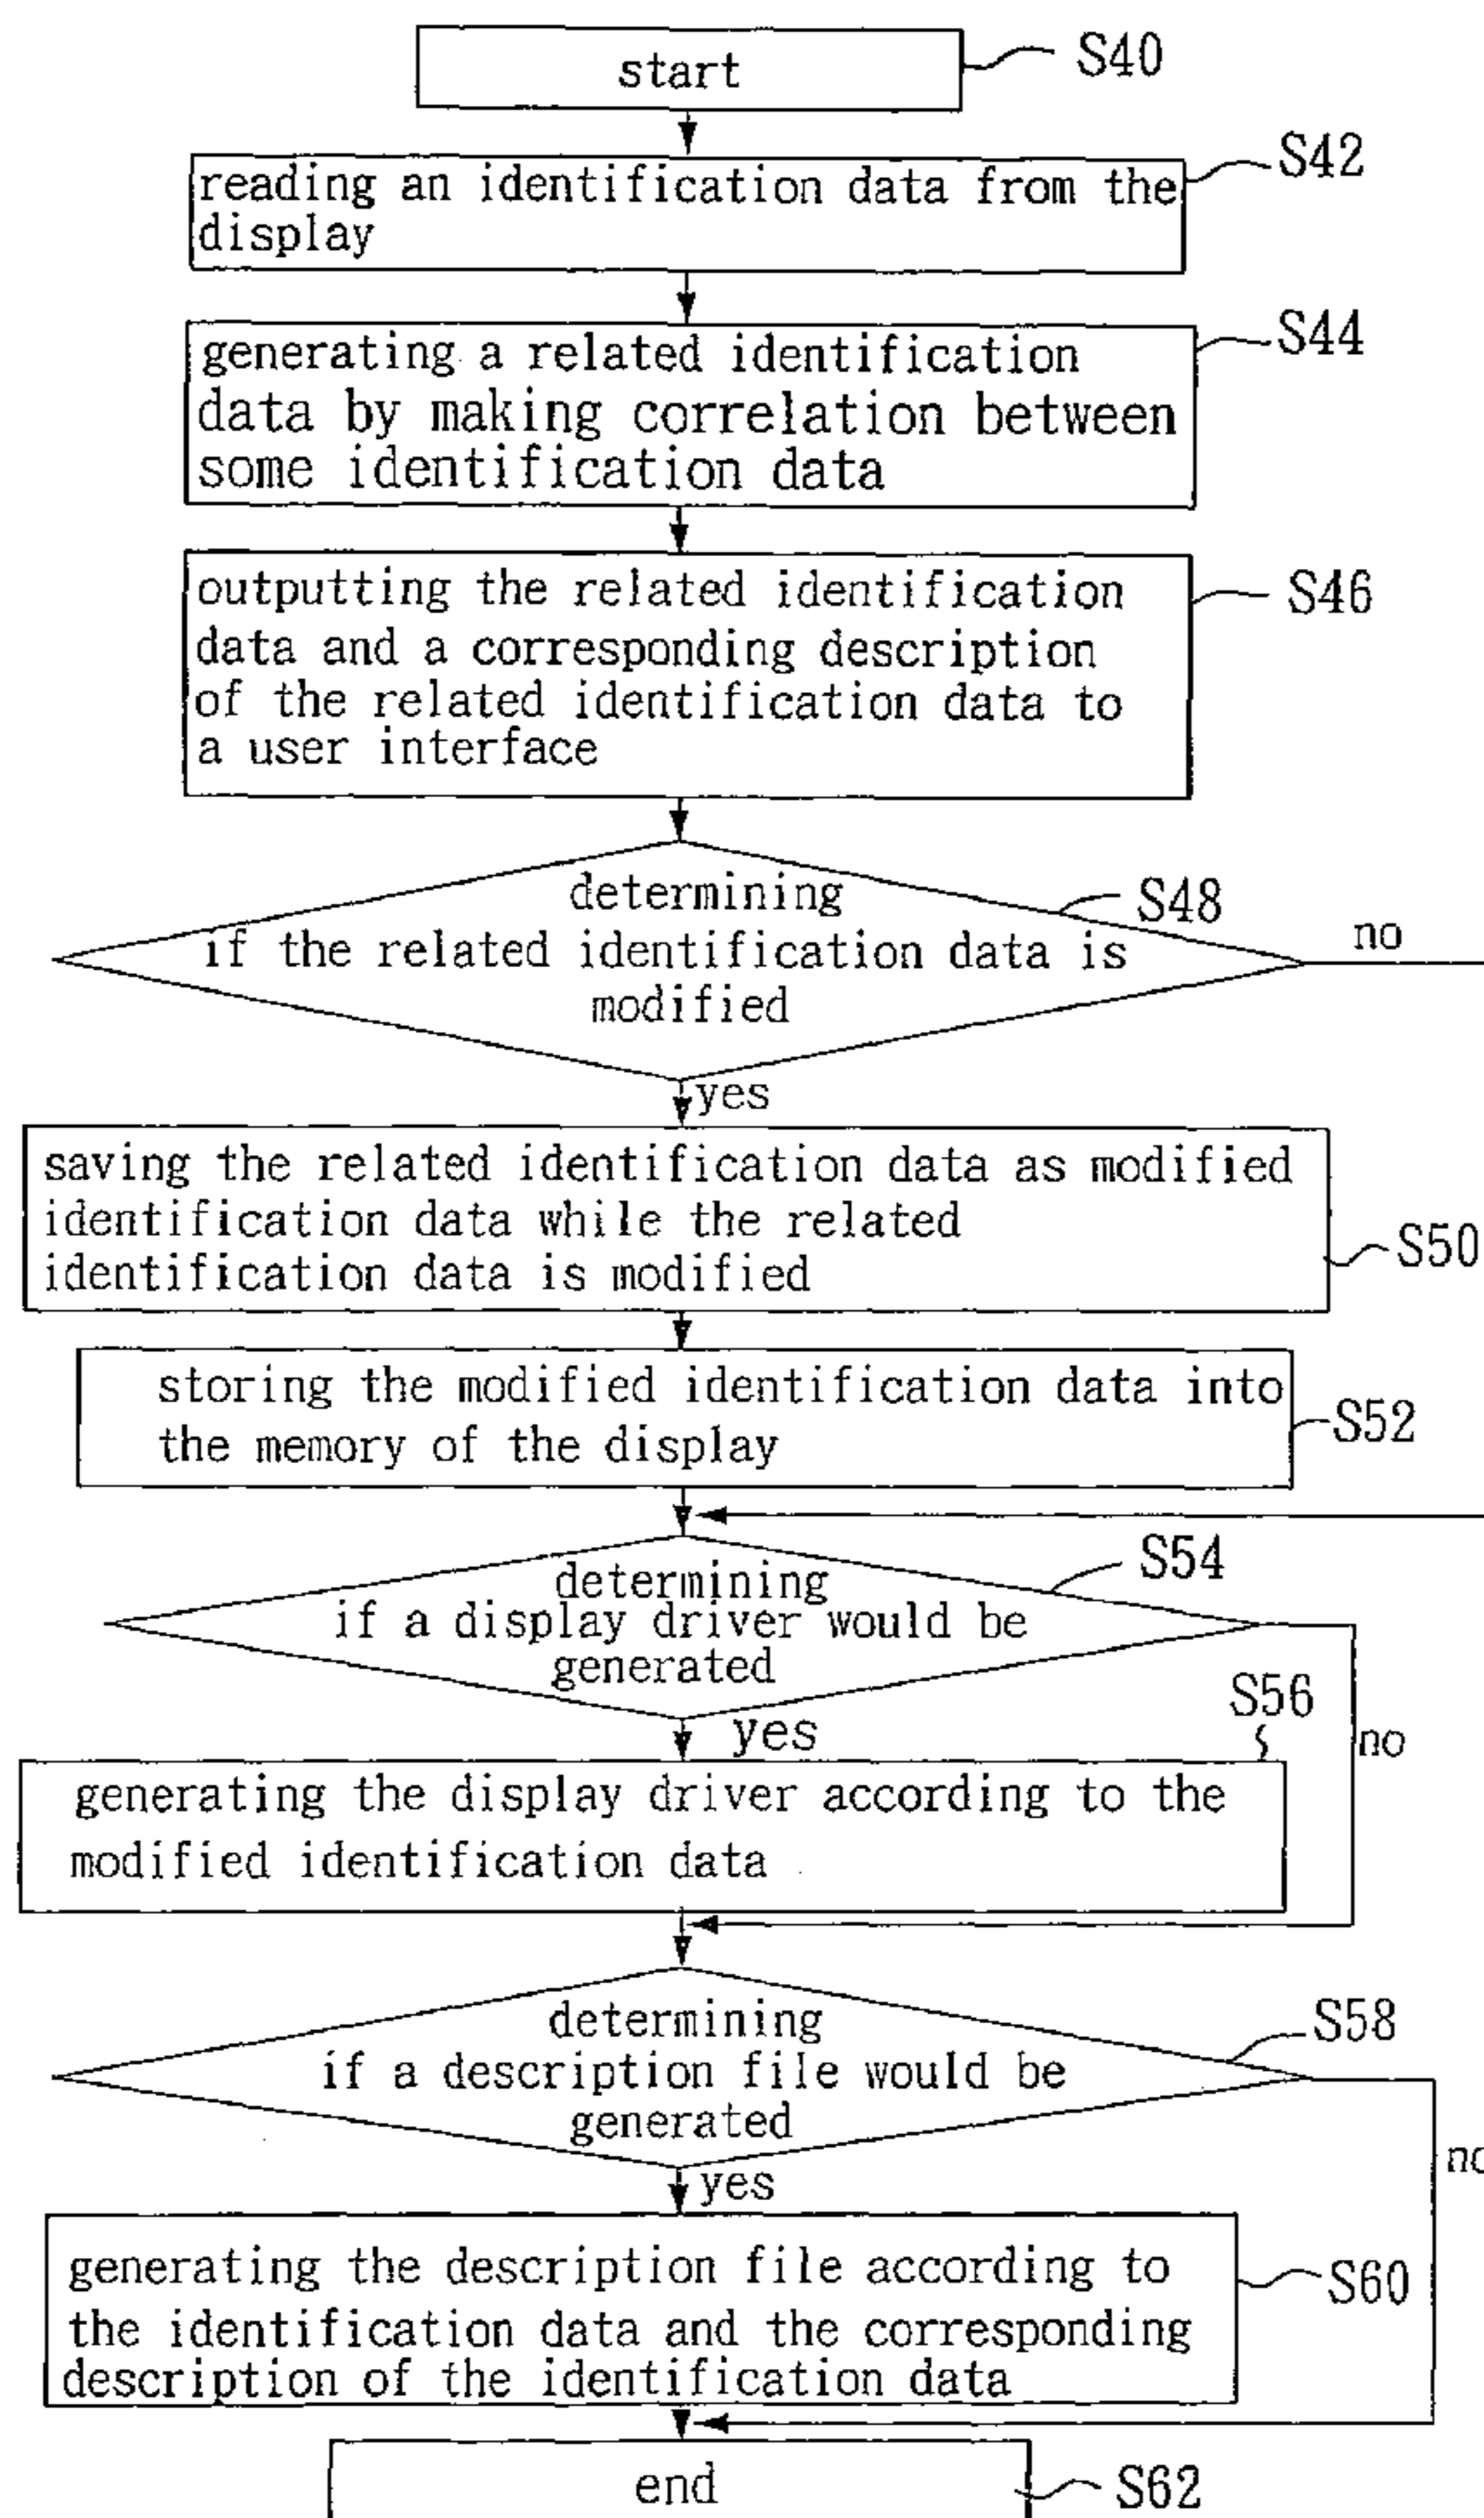 start
S40
reading an identification data from the
display
S42
generating a related identification
data by making correlation between
some identification data
S44
outputting the related identification
data and a corresponding description
of the related identification data to
a user interface
S46
determining
if the related identification data is
modified
S48
no
yes
saving the related identification data as modified
identification data while the related
identification data is modified
S50
storing the modified identification data into
the memory of the display
S52
determining
if a display driver would be
generated
S54
no
yes
S56
generating the display driver according to the
modified identification data
determining
if a description file would be
generated
S58
no
yes
generating the description file according to
the identification data and the corresponding
description of the identification data
S60
end
S62